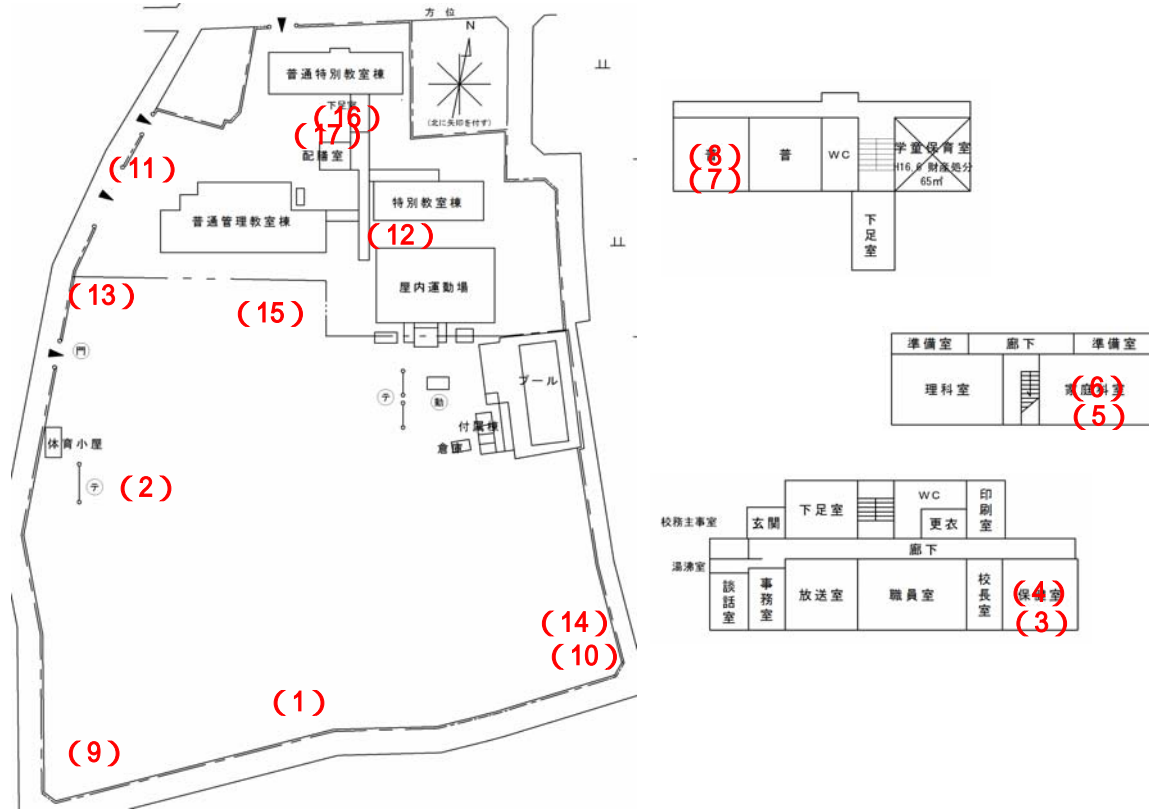 方位
N
(北に矢印を付す)
普通特別教室棟
下足室
(16)
(17)
配膳室
(11)
特別教室棟
普通管理教室棟
(12)
屋内運動場
(13)
(15)
門
プール
テ
動
付属棟
倉庫
体育小屋
テ
(2)
(14)
(10)
(1)
(9)
普
(8)
(7)
普
WC
学童保育室
H16.6 財産処分
65㎡
下足室
準備室
廊下
準備室
理科室
家庭科室
(6)
(5)
校務主事室
玄関
下足室
WC
更衣
印刷室
廊下
湯沸室
談話室
事務室
放送室
職員室
校長室
保健室
(4)
(3)